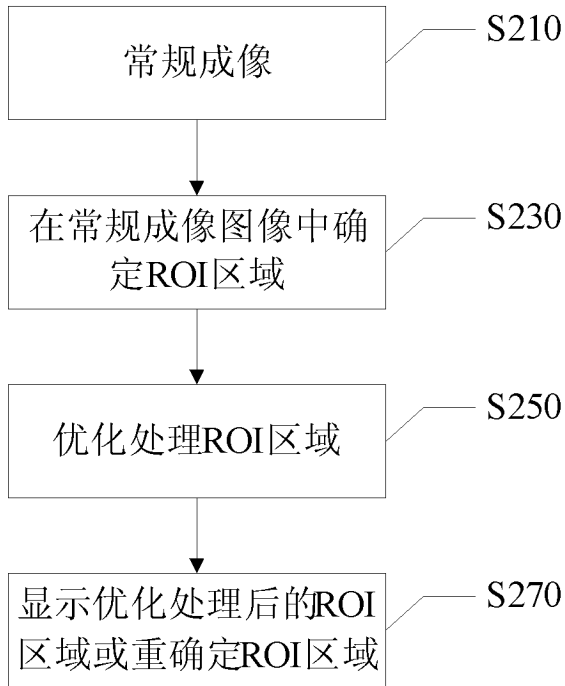 常规成像
S210
在常规成像图像中确
定ROI区域
S230
优化处理ROI区域
S250
显示优化处理后的ROI
区域或重确定ROI区域
S270